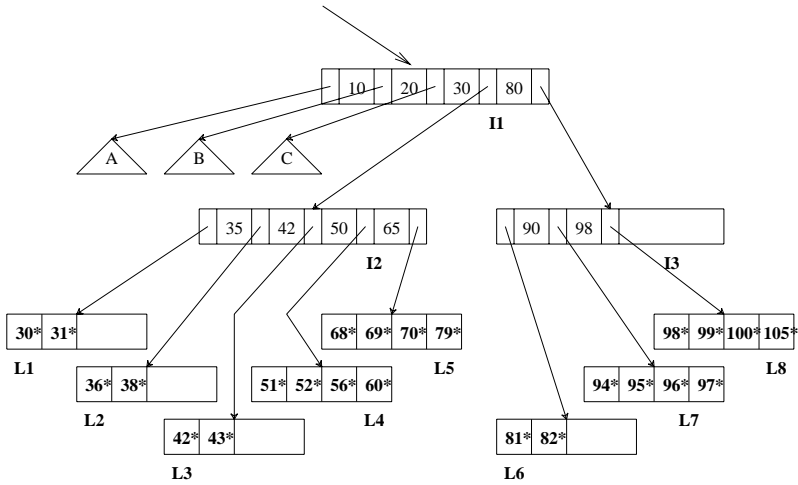 10 20 30 80
I1
A B C
35 42 50 65
I2
90 98
I3
30* 31*
L1
68* 69* 70* 79*
L5
98* 99* 100* 105*
L8
36* 38*
L2
51* 52* 56* 60*
L4
94* 95* 96* 97*
L7
42* 43*
L3
81* 82*
L6